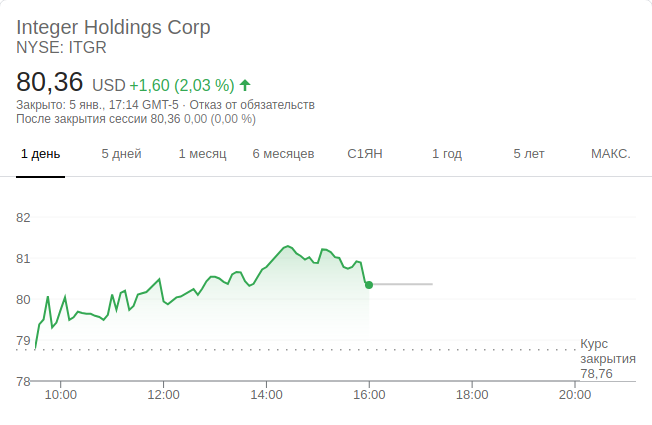 Integer Holdings Corp
NYSE: ITGR
80,36 USD +1,60 (2,03 %)
Закрыто: 5 янв., 17:14 GMT-5 · Отказ от обязательств
После закрытия сессии 80,36 0,00 (0,00 %)
1 день 5 дней 1 месяц 6 месяцев С1ЯН 1 год 5 лет МАКС.
82
81
80
79
Курс
закрытия
78,76
78
10:00 12:00 14:00 16:00 18:00 20:00